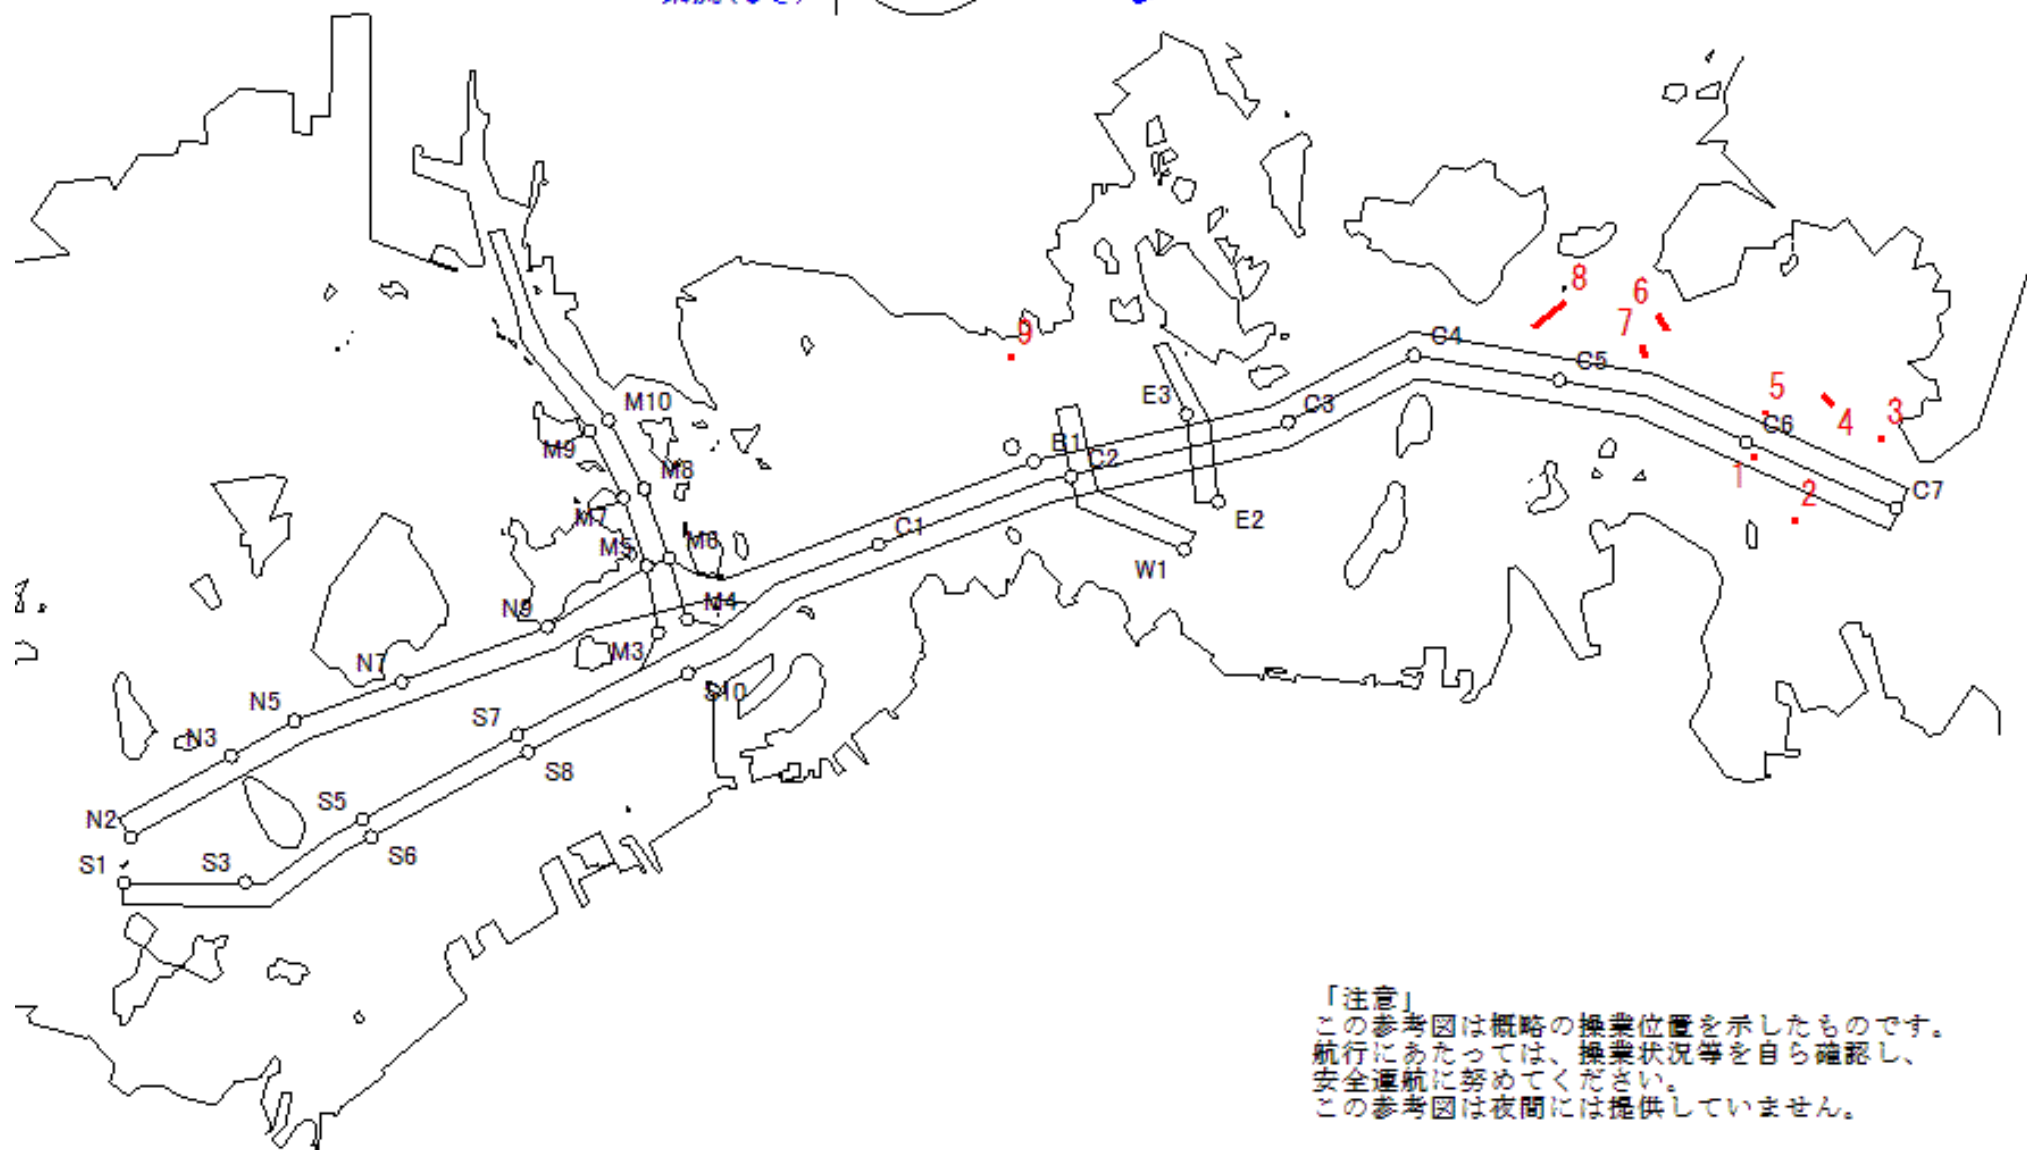 8
6
7
9
C4
C5
5
4
3
C6
1
2
C7
E3
C3
B1
C2
E2
W1
C1
M10
M9
M8
M7
M6
M5
M4
M3
N9
N7
N5
N3
N2
S1
S3
S5
S6
S7
S8
S10
「注意」
この参考図は概略の操業位置を示したものです。
航行にあたっては、操業状況等を自ら確認し、
安全運航に努めてください。
この参考図は夜間には提供していません。